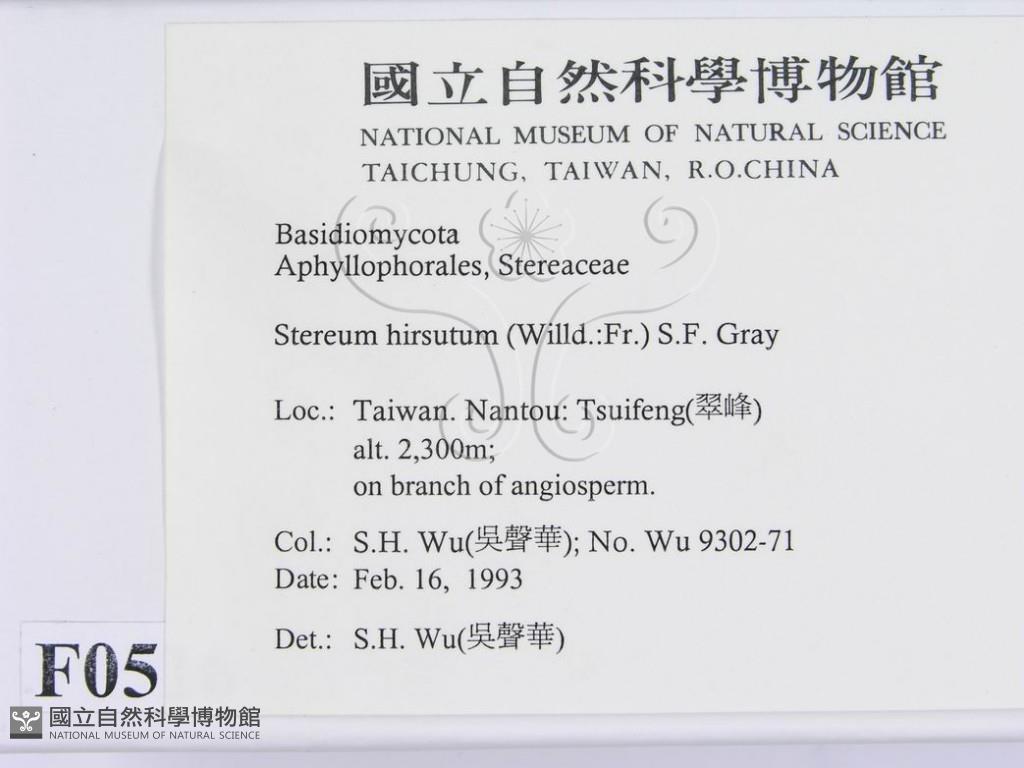 國立自然科學博物館
NATIONAL MUSEUM OF NATURAL SCIENCE
TAICHUNG, TAIWAN, R.O.CHINA
Basidiomycota
Aphyllophorales, Stereaceae
Stereum hirsutum (Willd.:Fr.) S.F. Gray
Loc.: Taiwan. Nantou: Tsuifeng(翠峰)
alt. 2,300m;
on branch of angiosperm.
Col.: S.H. Wu(吳聲華); No. Wu 9302-71
Date: Feb. 16, 1993
Det.: S.H. Wu(吳聲華)
F05
國立自然科學博物館
NATIONAL MUSEUM OF NATURAL SCIENCE